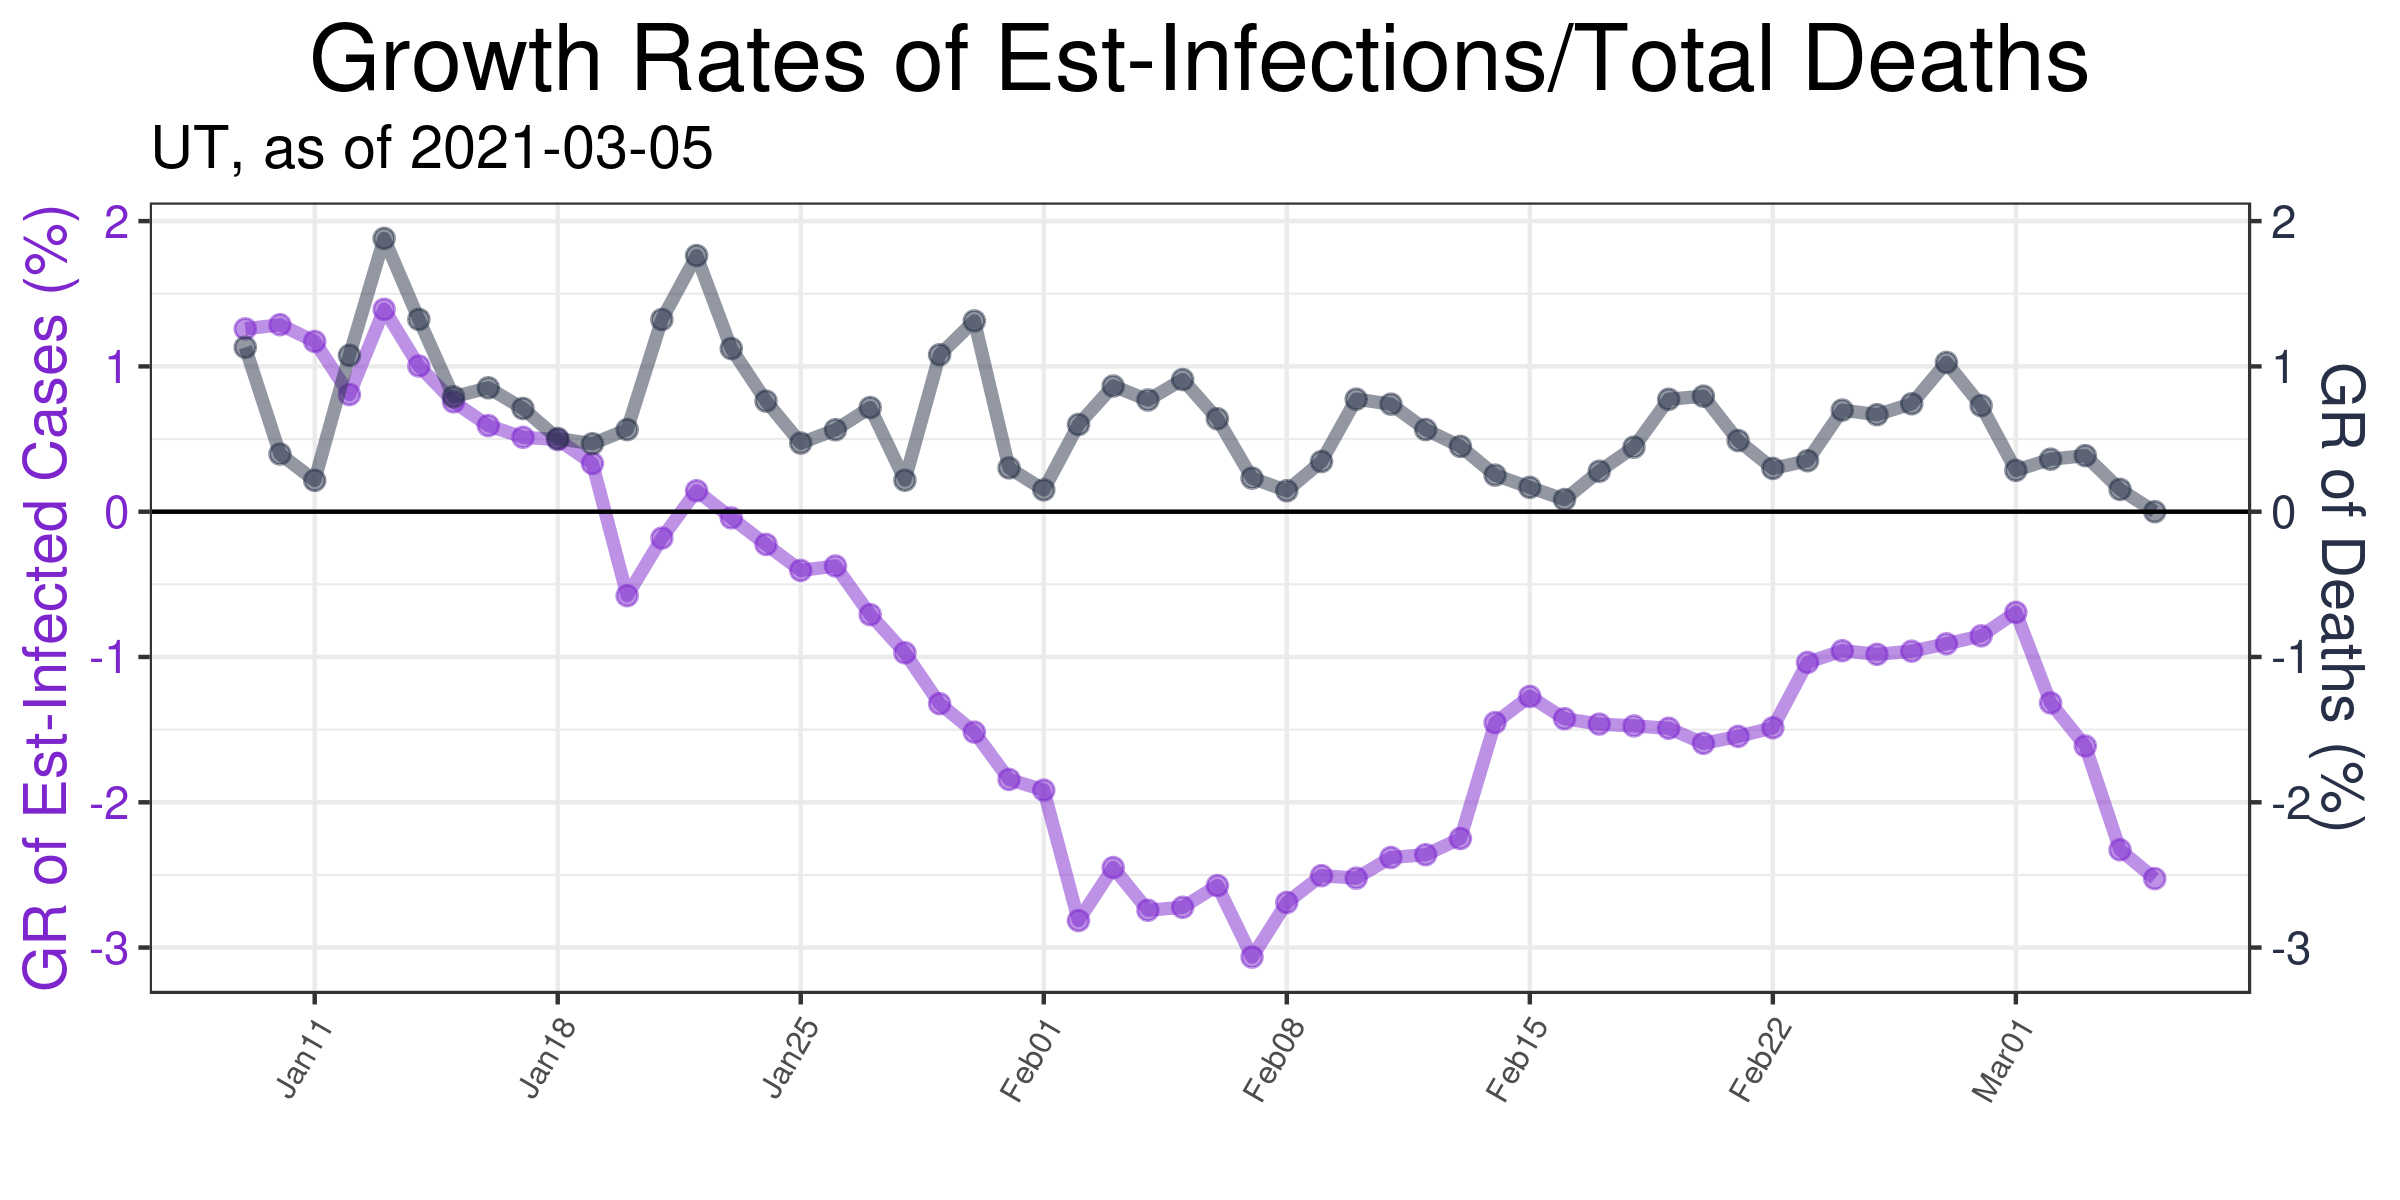 Growth Rates of Est-Infections/Total Deaths
UT, as of 2021-03-05
GR of Est-Infected Cases (%)
2
1
0
-1
-2
-3
2
1
0
-1
-2
-3
GR of Deaths (%)
Jan11
Jan18
Jan25
Feb01
Feb08
Feb15
Feb22
Mar01